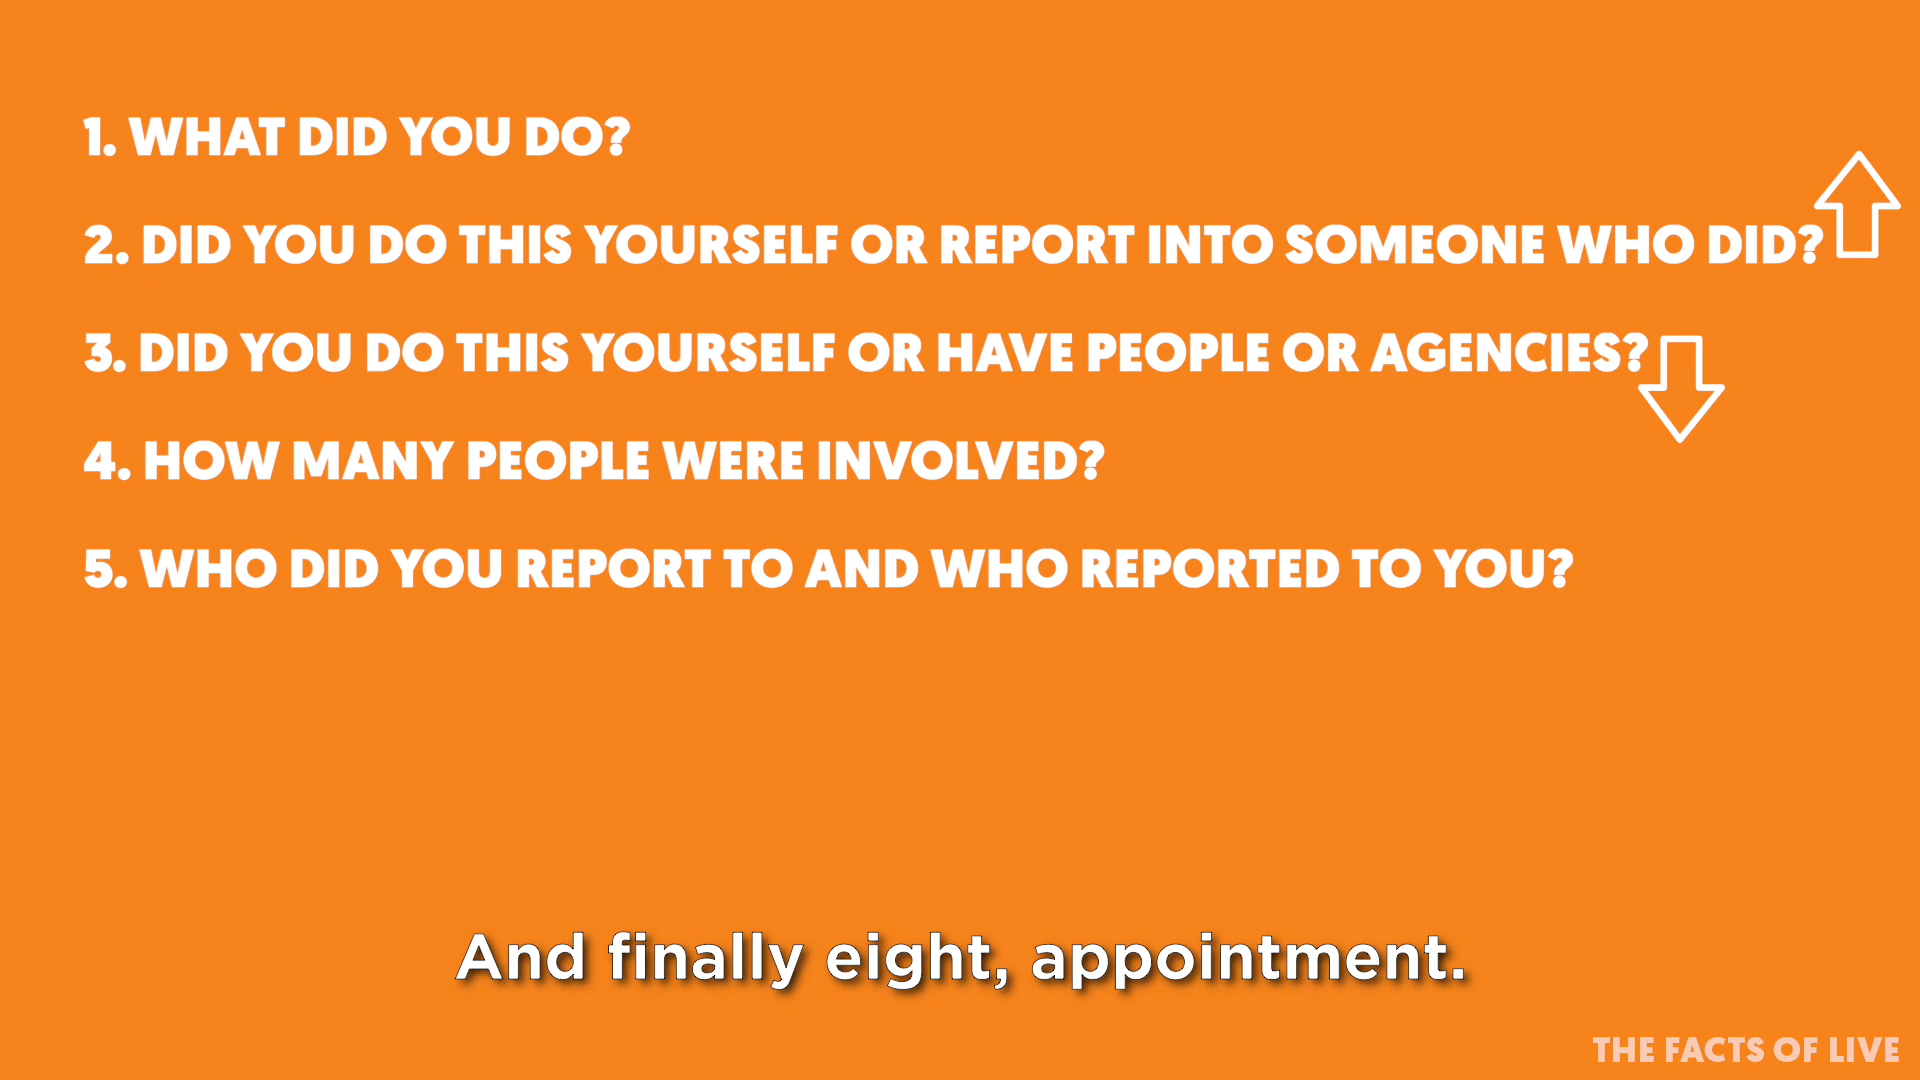 1. WHAT DID YOU DO?
2. DID YOU DO THIS YOURSELF OR REPORT INTO SOMEONE WHO DID?
3. DID YOU DO THIS YOURSELF OR HAVE PEOPLE OR AGENCIES?
4. HOW MANY PEOPLE WERE INVOLVED?
5. WHO DID YOU REPORT TO AND WHO REPORTED TO YOU?
And finally eight, appointment.
THE FACTS OF LIVE